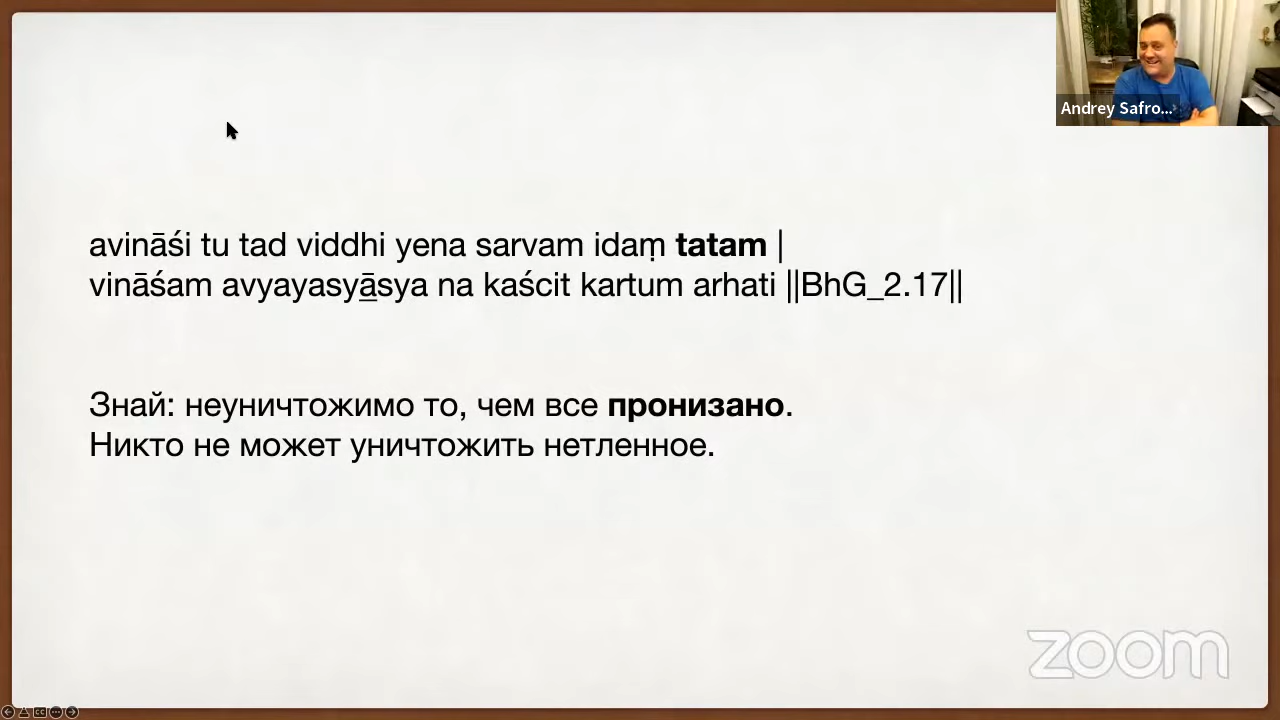 Andrey Safro...
avināśi tu tad viddhi yena sarvam idaṃ tatam |
vināśam avyayasyāsya na kaścit kartum arhati ||BhG_2.17||
Знай: неуничтожимо то, чем все пронизано.
Никто не может уничтожить нетленное.
zoom